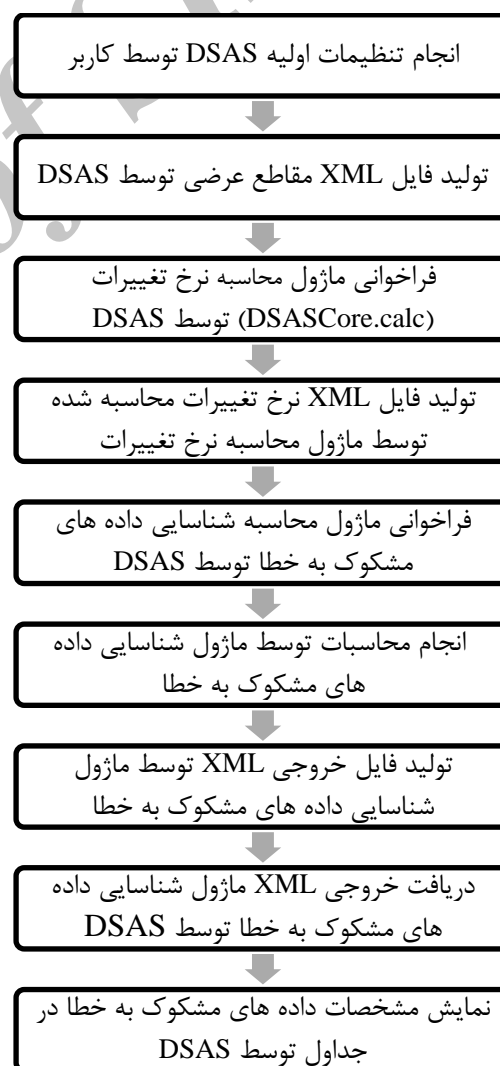 انجام تنظیمات اولیه DSAS توسط کاربر
تولید فایل XML مقاطع عرضی توسط DSAS
فراخوانی ماژول محاسبه نرخ تغییرات
(DSASCore.calc) توسط DSAS
تولید فایل XML نرخ تغییرات محاسبه شده
توسط ماژول محاسبه نرخ تغییرات
فراخوانی ماژول محاسبه شناسایی داده های
مشکوک به خطا توسط DSAS
انجام محاسبات توسط ماژول شناسایی داده
های مشکوک به خطا
تولید فایل خروجی XML توسط ماژول
شناسایی داده های مشکوک به خطا
دریافت خروجی XML ماژول شناسایی داده
های مشکوک به خطا توسط DSAS
نمایش مشخصات داده های مشکوک به خطا در
جداول توسط DSAS